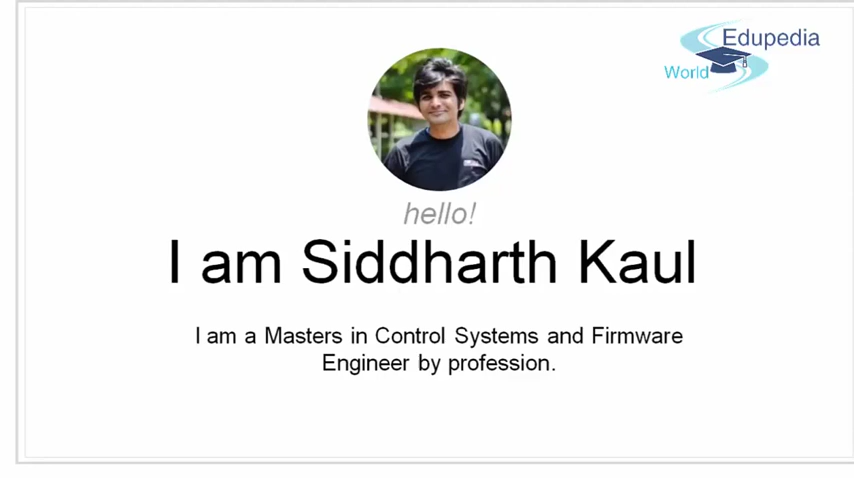 Edupedia
World
hello!
I am Siddharth Kaul
I am a Masters in Control Systems and Firmware
Engineer by profession.